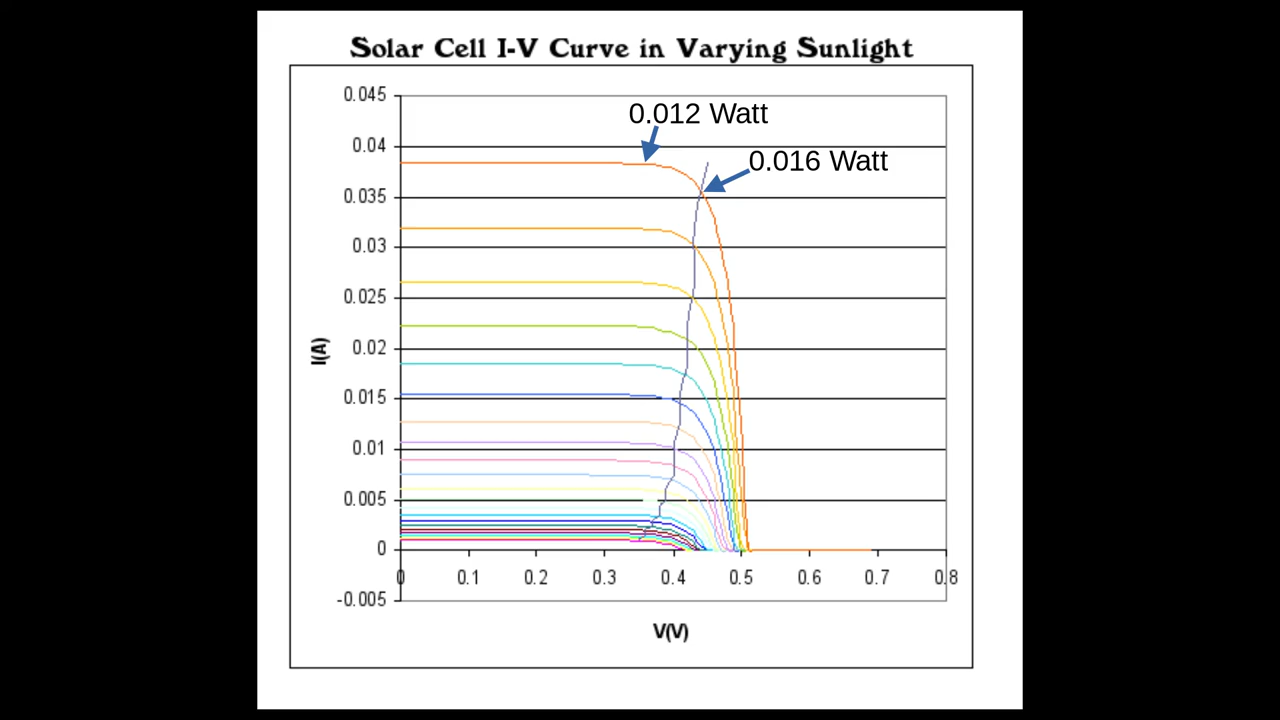 Solar Cell I-V Curve in Varying Sunlight
0.045
0.012 Watt
0.04
0.016 Watt
0.035
0.03
0.025
I(A)
0.02
0.015
0.01
0.005
0
0 0.1 0.2 0.3 0.4 0.5 0.6 0.7 0.8
-0.005
V(V)